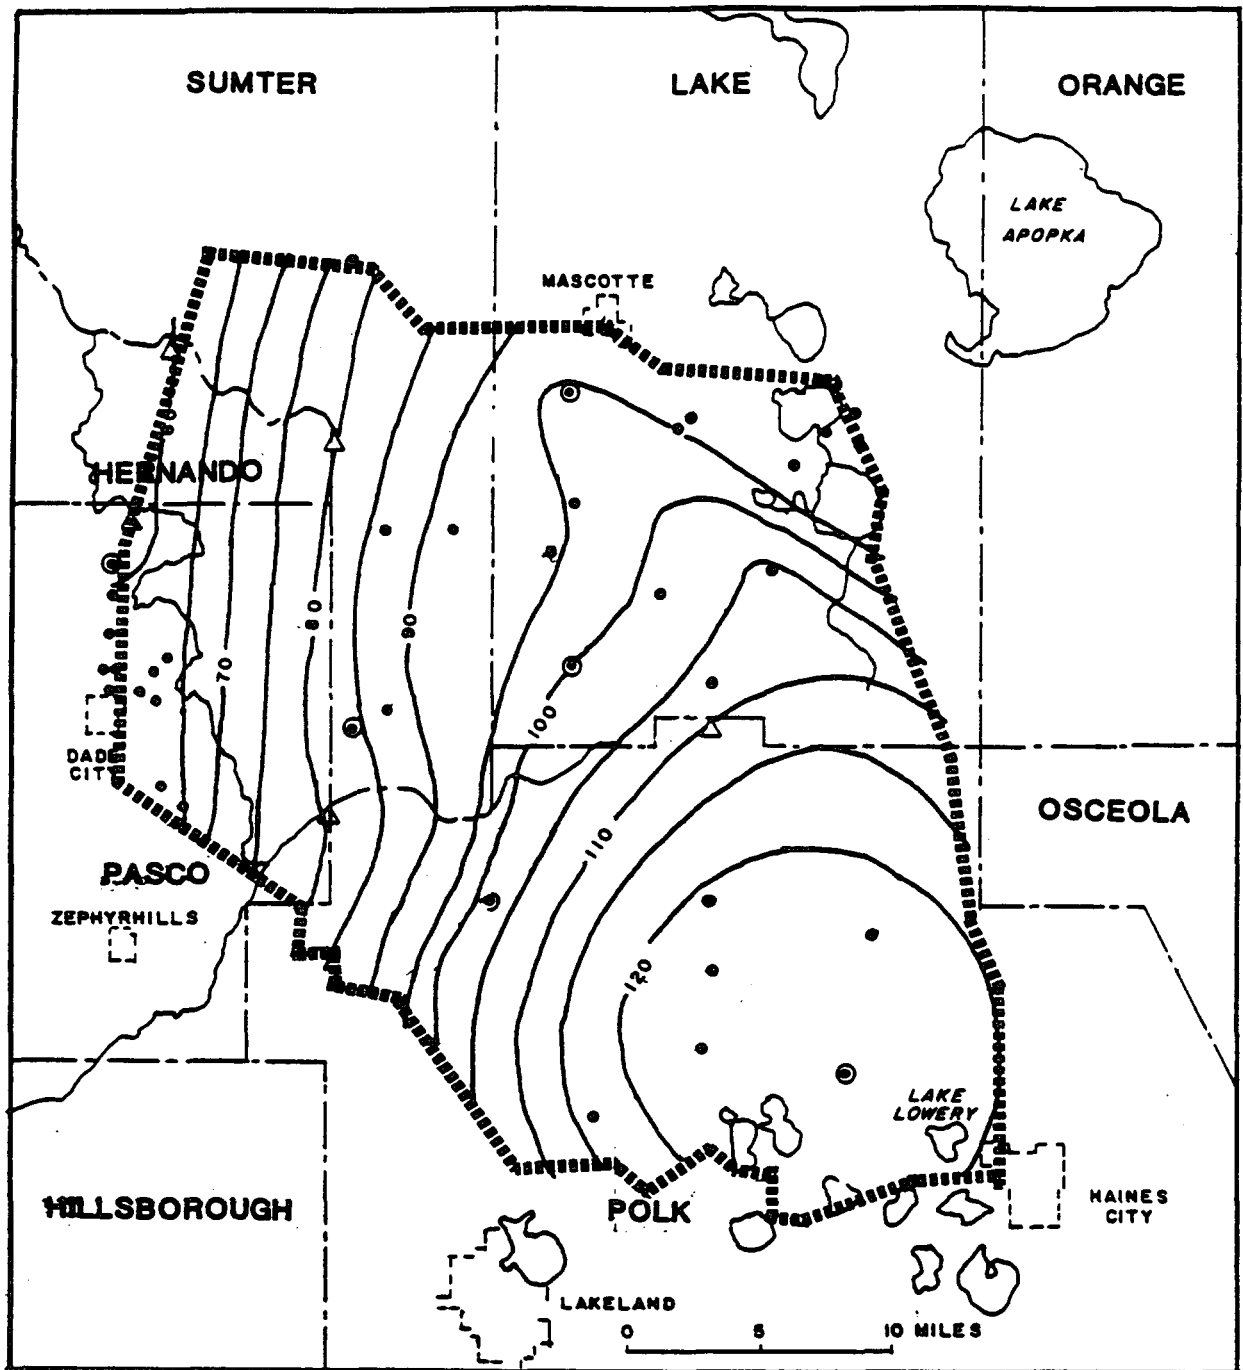 SUMTER
LAKE
ORANGE
LAKE
APOPKA
MASCOTTE
60
HERNANDO
80
90
70
100
DADE
CITY
OSCEOLA
110
PASCO
ZEPHYRHILLS
120
LAKE
LOWERY
HILLSBOROUGH
POLK
HAINES
CITY
LAKELAND
0 5 10 MILES